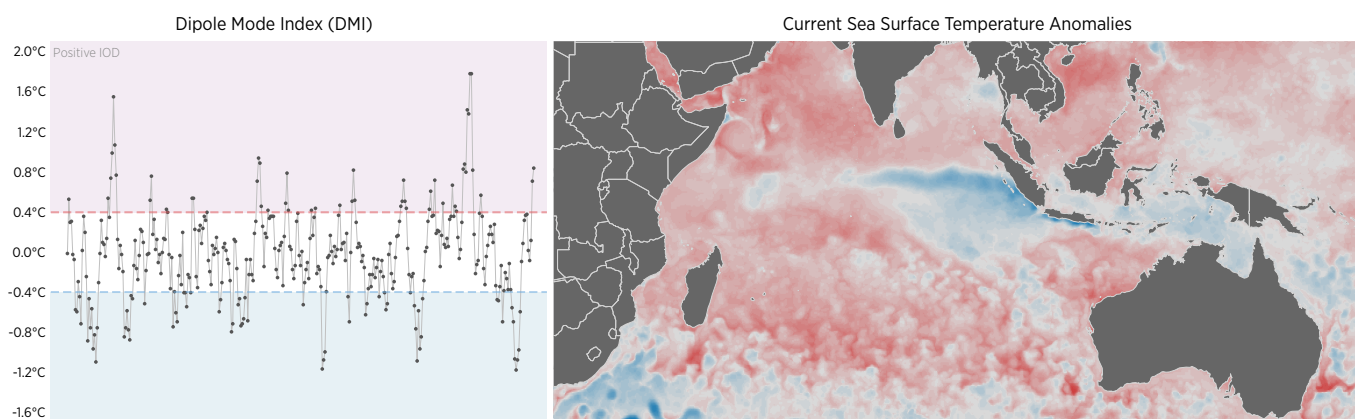 Dipole Mode Index (DMI)
Current Sea Surface Temperature Anomalies
2.0°C
Positive IOD
1.6°C
1.2°C
0.8°C
0.4°C
0.0°C
-0.4°C
-0.8°C
-1.2°C
-1.6°C